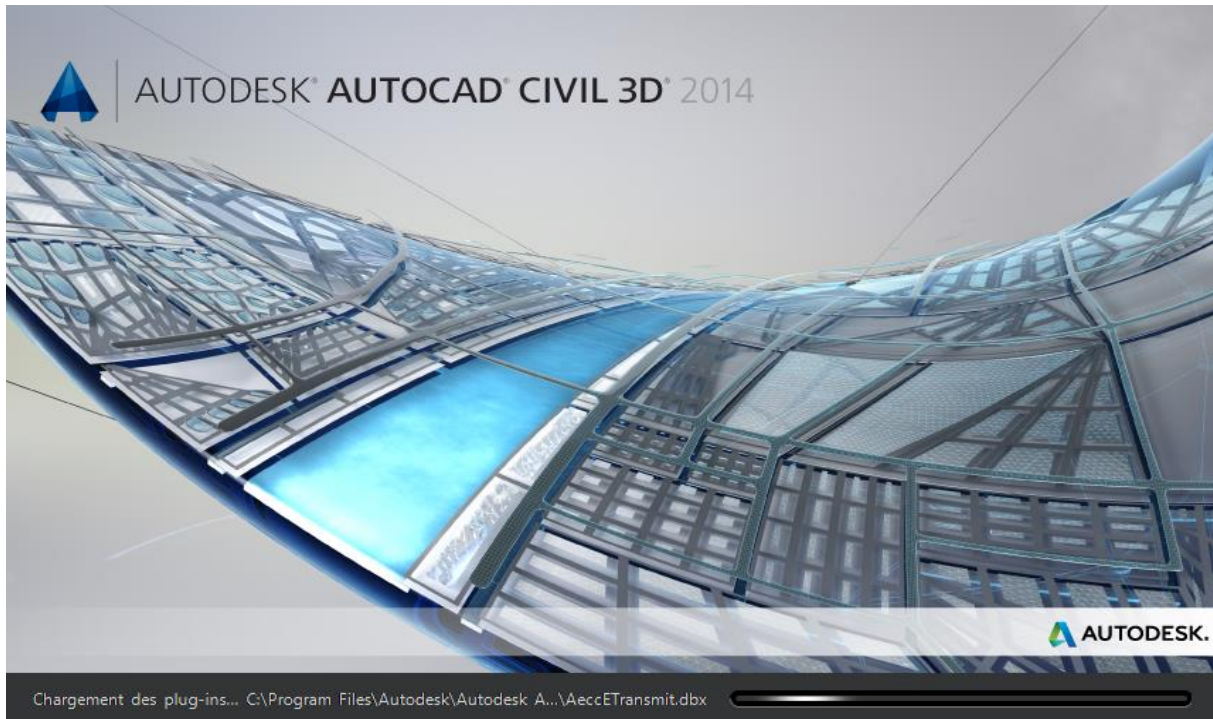 AUTODESK® AUTOCAD® CIVIL 3D® 2014
AUTODESK.
Chargement des plug-ins... C:\Program Files\Autodesk\Autodesk A...\AeccETransmit.dbx